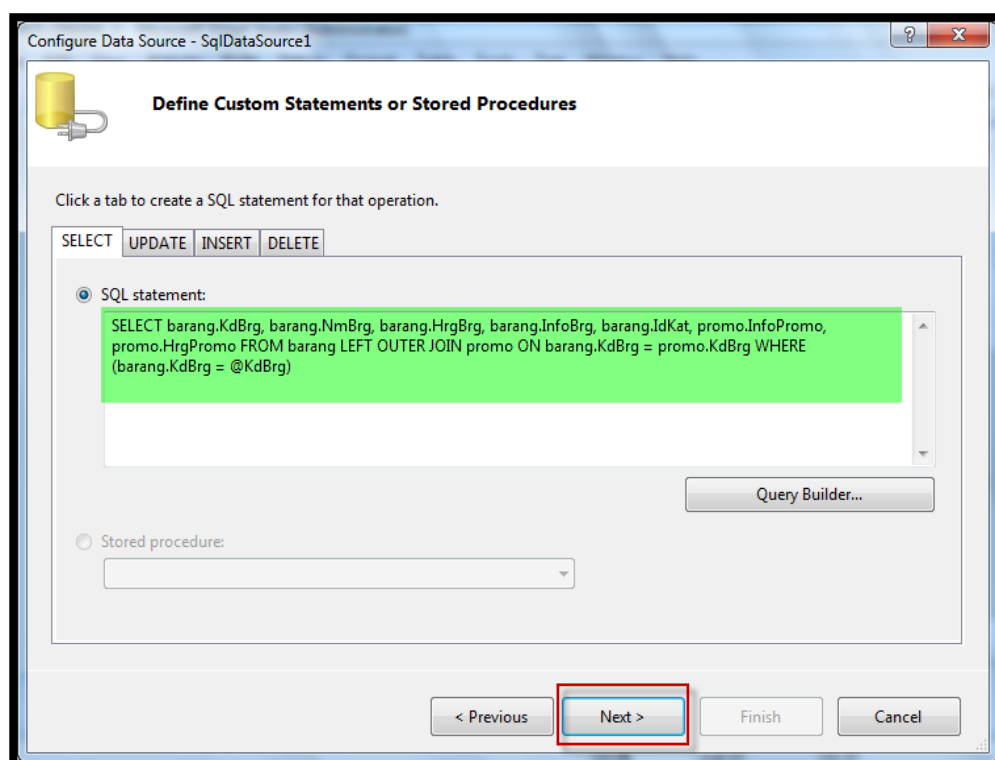 Configure Data Source - SqlDataSource1
Define Custom Statements or Stored Procedures
Click a tab to create a SQL statement for that operation.
SELECT UPDATE INSERT DELETE
SQL statement:
SELECT barang.KdBrg, barang.NmBrg, barang.HrgBrg, barang.InfoBrg, barang.IdKat, promo.InfoPromo,
promo.HrgPromo FROM barang LEFT OUTER JOIN promo ON barang.KdBrg = promo.KdBrg WHERE
(barang.KdBrg = @KdBrg)
Query Builder...
Stored procedure:
< Previous Next > Finish Cancel